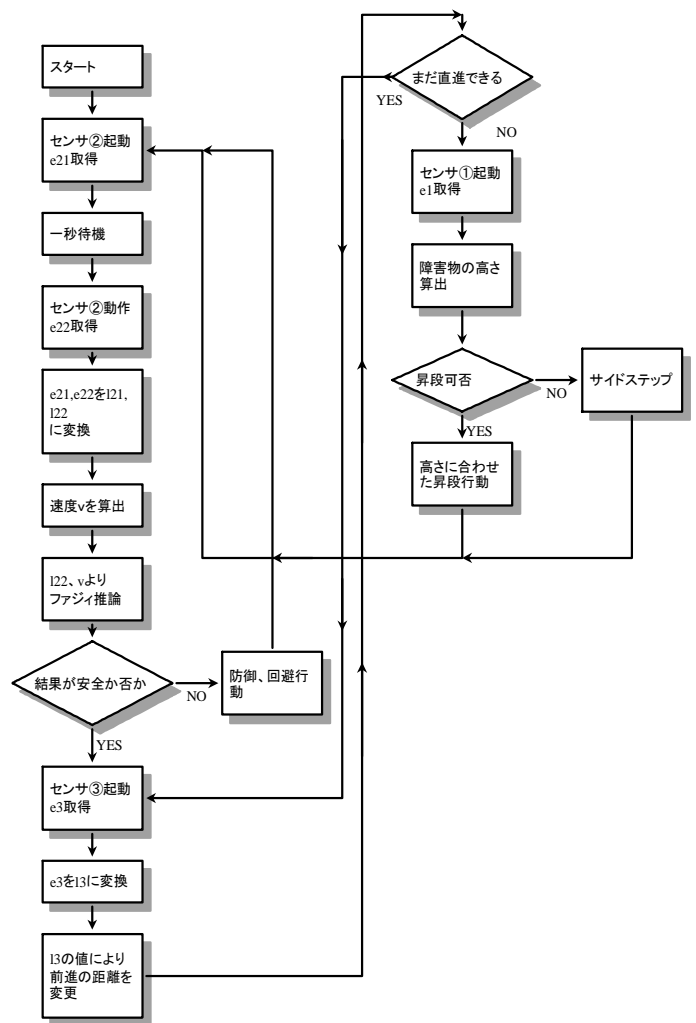 スタート
センサ②起動
e21取得
一秒待機
センサ②動作
e22取得
e21,e22をl21,
l22
に変換
速度vを算出
l22、vより
ファジィ推論
結果が安全か否か
NO
防御、回避行
動
YES
センサ③起動
e3取得
e3をl3に変換
l3の値により
前進の距離を
変更
まだ直進できる
YES
NO
センサ①起動
e1取得
障害物の高さ
算出
昇段可否
NO
サイドステップ
YES
高さに合わせ
た昇段行動